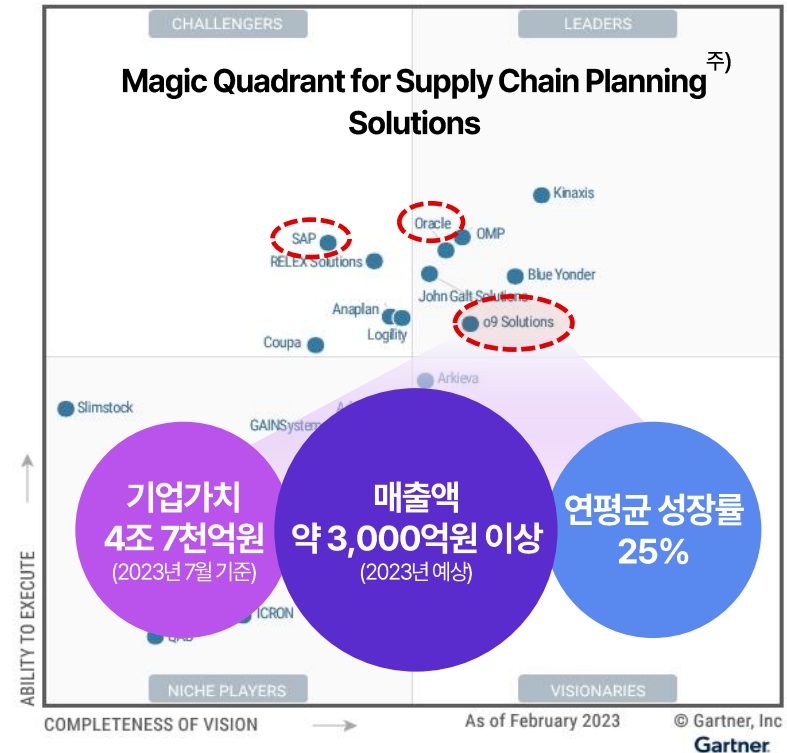 CHALLENGERS
LEADERS
Magic Quadrant for Supply Chain Planning 주)
Solutions
Kinaxis
Oracle
OMP
SAP
RELEX Solutions
Blue Yonder
John Galt Solutions
Anaplan
o9 Solutions
Logility
Coupa
Arkieva
Slimstock
GAINSystem
기업가치
4조 7천억원
(2023년 7월 기준)
매출액
약 3,000억원 이상
(2023년 예상)
연평균 성장률
25%
ICRON
QAD
ABILITY TO EXECUTE
NICHE PLAYERS
VISIONARIES
COMPLETENESS OF VISION
As of February 2023
© Gartner, Inc
Gartner